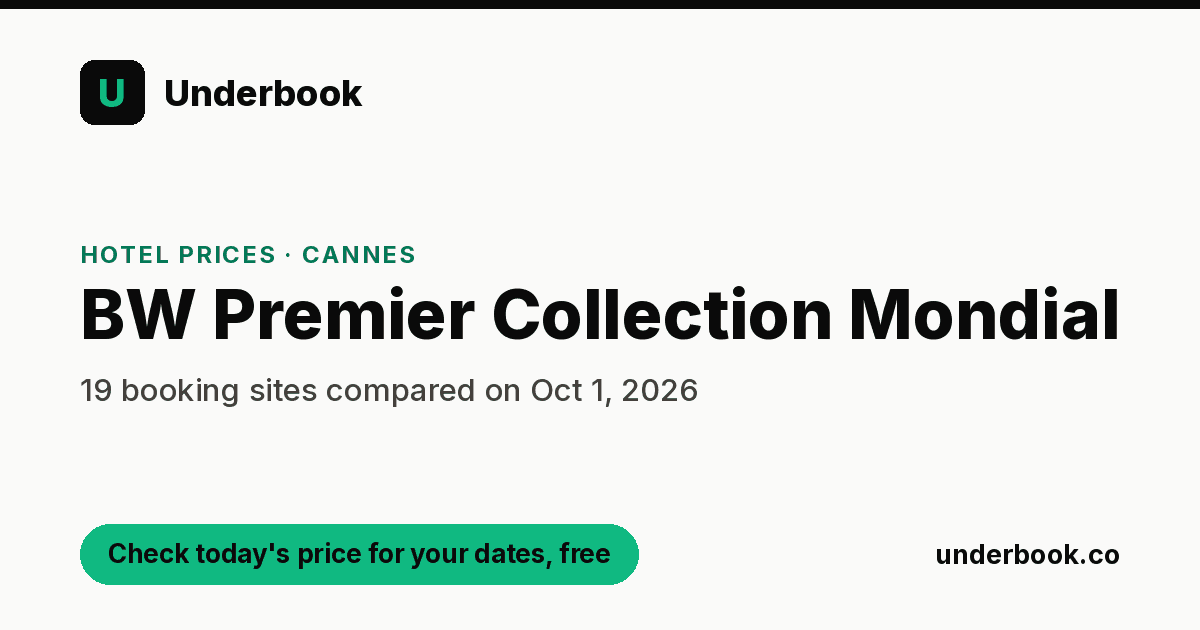 U Underbook
HOTEL PRICES · CANNES
BW Premier Collection Mondial
19 booking sites compared on Oct 1, 2026
Check today's price for your dates, free
underbook.co